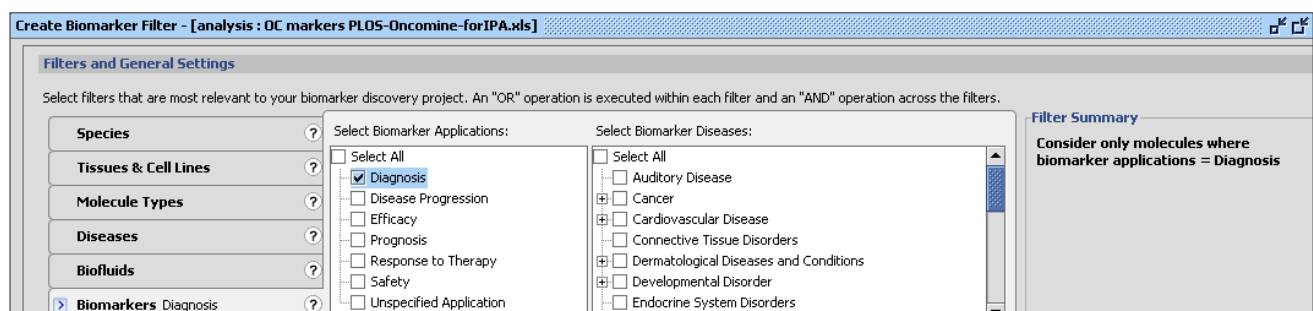 Create Biomarker Filter - [analysis : OC markers PLOS-Oncomine-forIPA.xls]
Filters and General Settings
Select filters that are most relevant to your biomarker discovery project. An "OR" operation is executed within each filter and an "AND" operation across the filters.
Species ?
Tissues & Cell Lines ?
Molecule Types ?
Diseases ?
Biofluids ?
Biomarkers Diagnosis ?
Select Biomarker Applications:
Select All
Diagnosis
Disease Progression
Efficacy
Prognosis
Response to Therapy
Safety
Unspecified Application
Select Biomarker Diseases:
Select All
Auditory Disease
Cancer
Cardiovascular Disease
Connective Tissue Disorders
Dermatological Diseases and Conditions
Developmental Disorder
Endocrine System Disorders
Filter Summary
Consider only molecules where
biomarker applications = Diagnosis